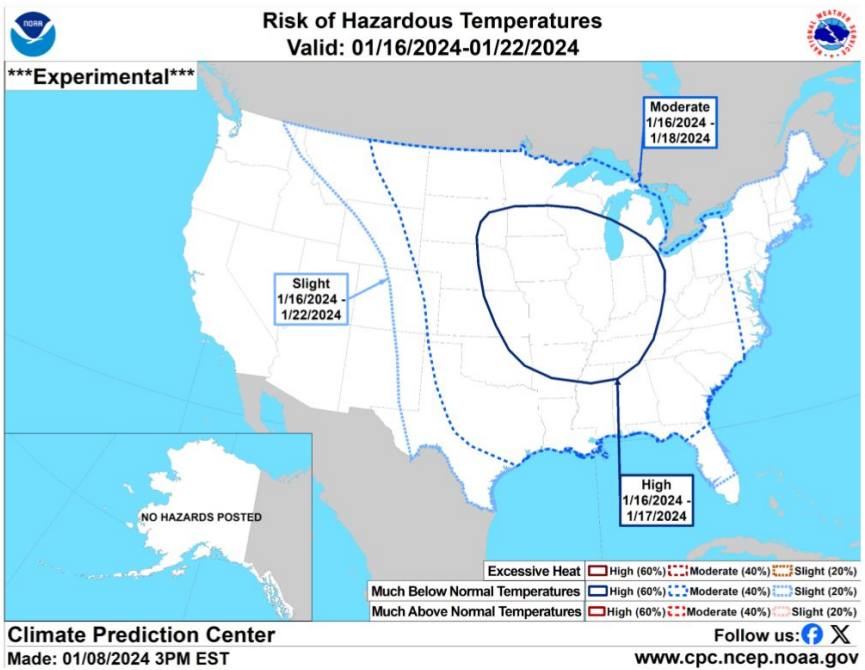 NOAA
Risk of Hazardous Temperatures
Valid: 01/16/2024-01/22/2024
NATIONAL WEATHER SERVICE
***Experimental***
Moderate
1/16/2024 -
1/18/2024
Slight
1/16/2024 -
1/22/2024
High
1/16/2024 -
1/17/2024
NO HAZARDS POSTED
Excessive Heat High (60%) Moderate (40%) Slight (20%)
Much Below Normal Temperatures High (60%) Moderate (40%) Slight (20%)
Much Above Normal Temperatures High (60%) Moderate (40%) Slight (20%)
Climate Prediction Center
Made: 01/08/2024 3PM EST
Follow us:
www.cpc.ncep.noaa.gov